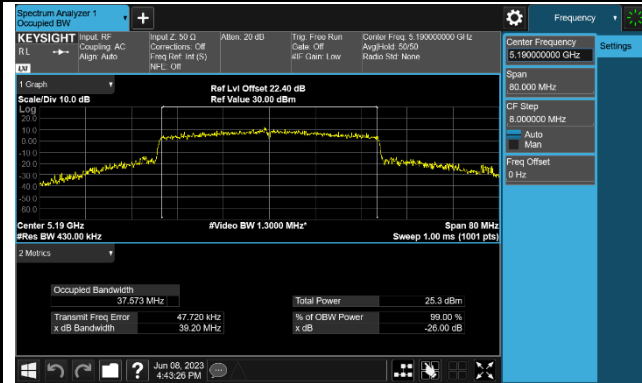 Spectrum Analyzer 1
Occupied BW
Frequency
KEYSIGHT
RL
LXI
Input: RF
Coupling: AC
Align: Auto
Input Z: 50 Ω
Corrections: Off
Freq Ref: Int (S)
NFE: Off
Atten: 20 dB
Trig: Free Run
Gate: Off
#IF Gain: Low
Center Freq: 5.190000000 GHz
Avg|Hold: 50/50
Radio Std: None
Center Frequency
5.190000000 GHz
Settings
Span
80.000 MHz
CF Step
8.000000 MHz
Auto
Man
Freq Offset
0 Hz
1 Graph
Scale/Div 10.0 dB
Ref Lvl Offset 22.40 dB
Ref Value 30.00 dBm
Log
20.0
10.0
0.00
-10.0
-20.0
-30.0
-40.0
-50.0
-60.0
Center 5.19 GHz
#Res BW 430.00 kHz
#Video BW 1.3000 MHz*
Span 80 MHz
Sweep 1.00 ms (1001 pts)
2 Metrics
Occupied Bandwidth
37.573 MHz
Total Power 25.3 dBm
Transmit Freq Error 47.720 kHz
% of OBW Power 99.00 %
x dB Bandwidth 39.20 MHz
x dB -26.00 dB
Jun 08, 2023
4:43:26 PM